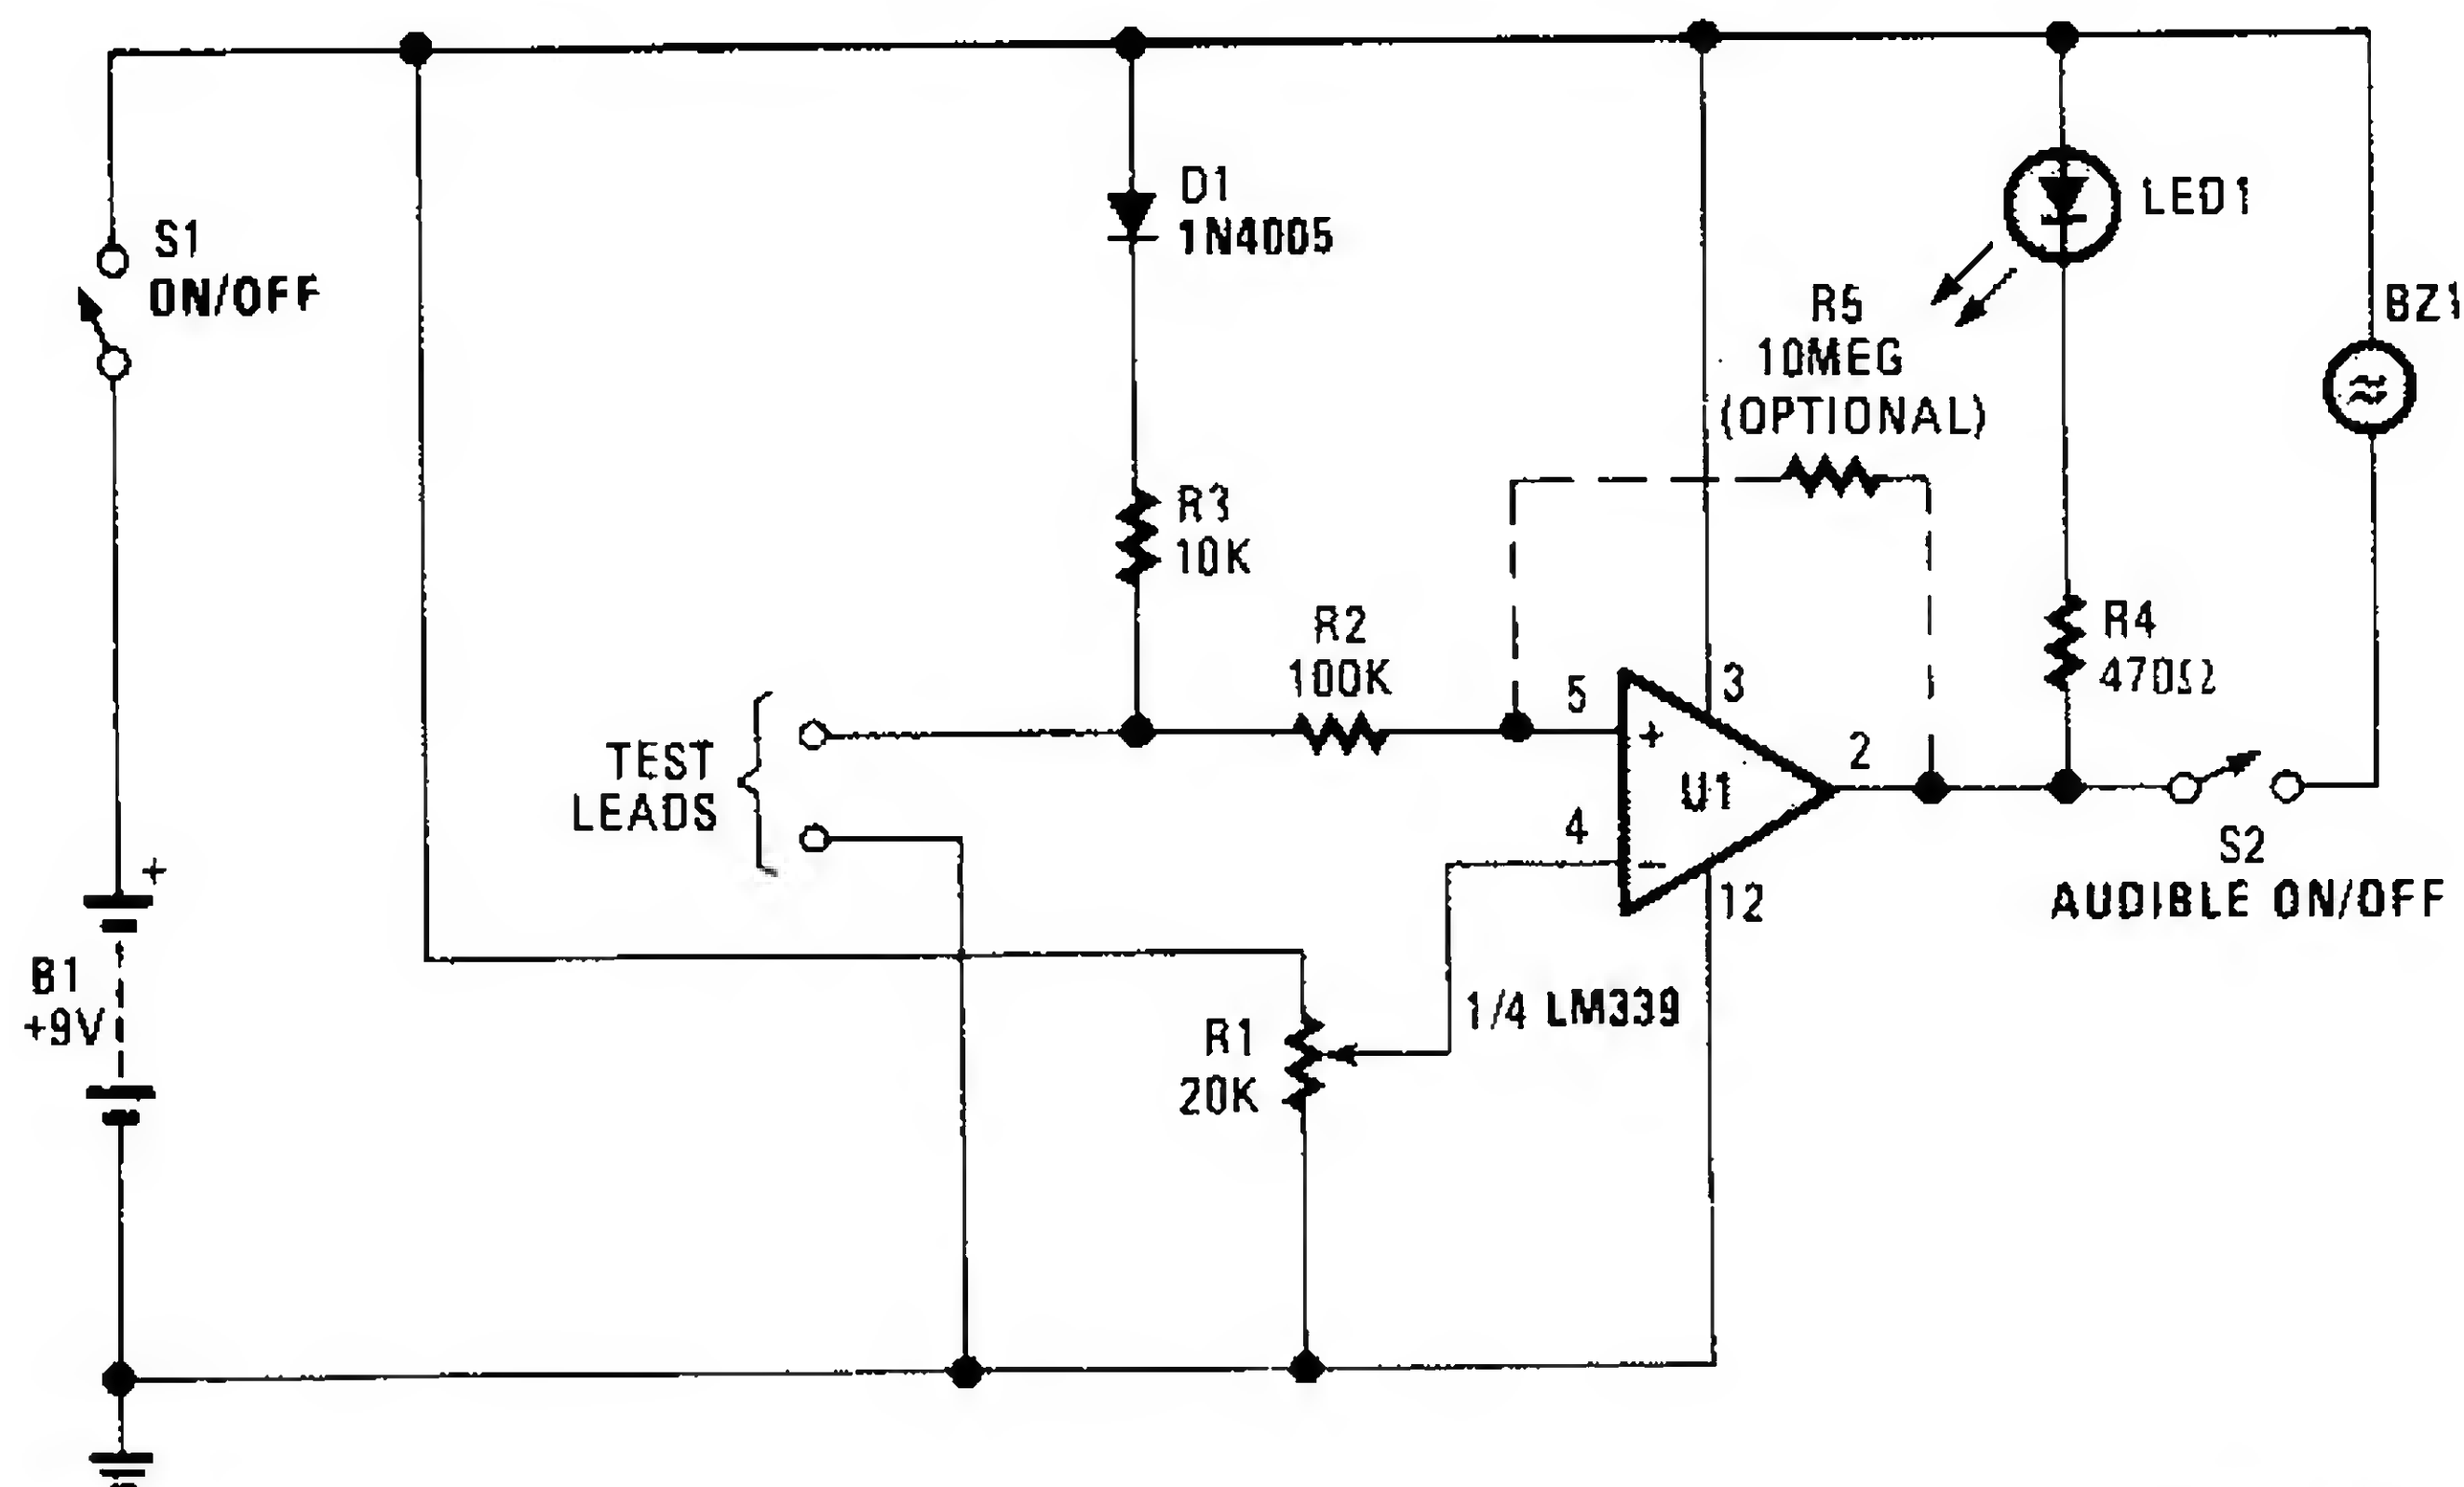 S1
ON/OFF
D1
1N4005
LED1
R5
10MEG
(OPTIONAL)
BZ1
R3
10K
R2
100K
R4
470Ω
TEST
LEADS
5
+
3
U1
2
4
−
12
S2
AUDIBLE ON/OFF
+
B1
+9V
1/4 LM339
R1
20K